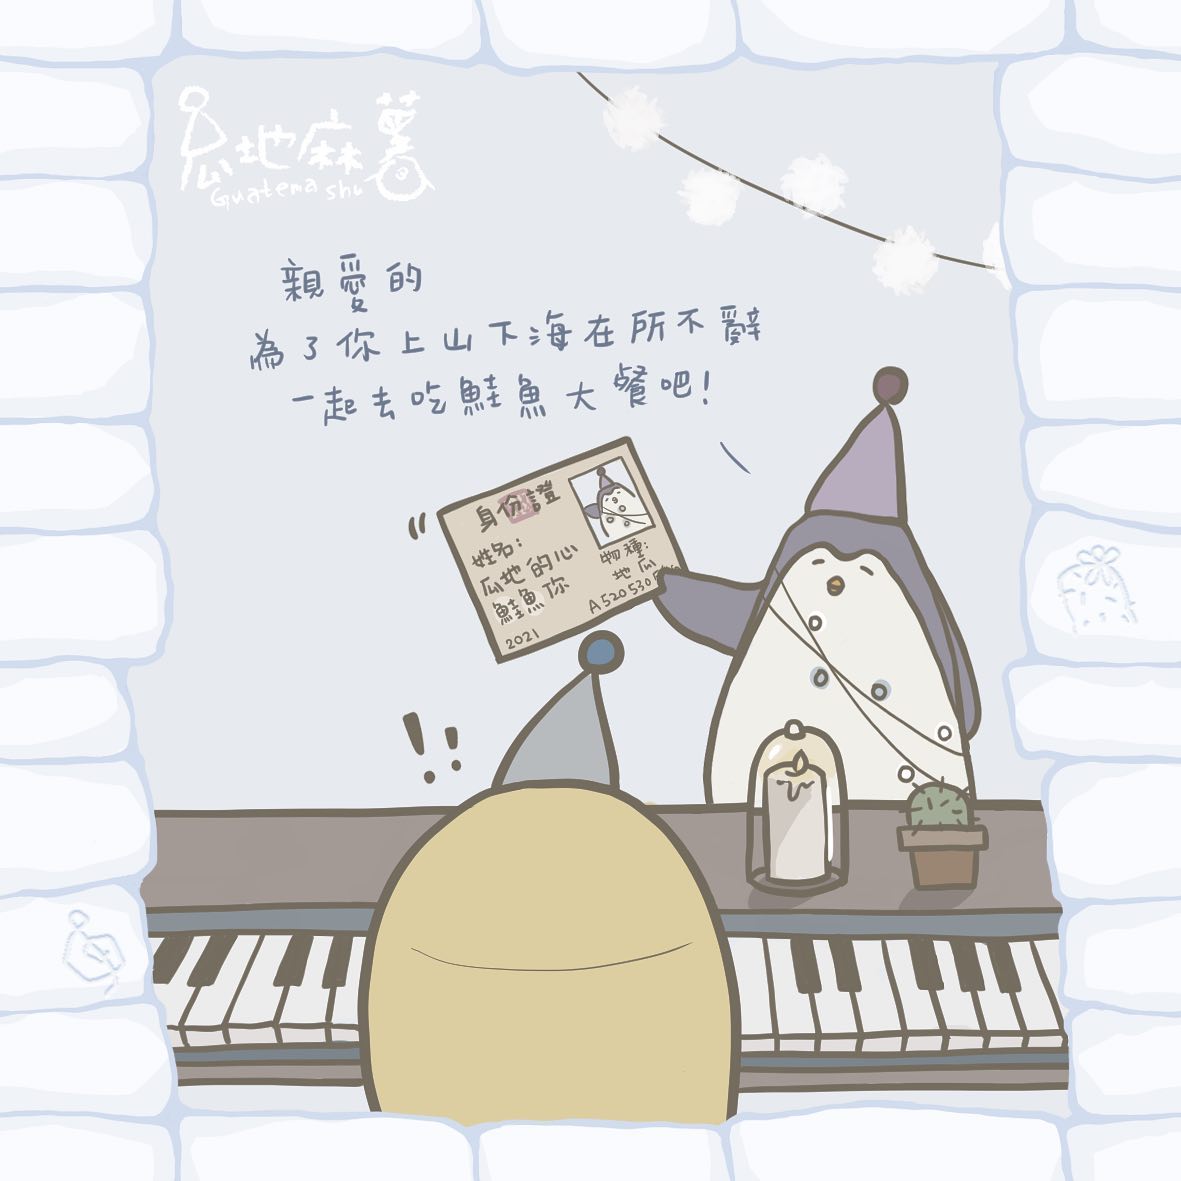 瓜地麻薯
Guatema shu
親愛的
為了你上山下海在所不辭
一起去吃鮭魚大餐吧！
身份證
姓名：
瓜地的心
鮭魚你
2021
物種：
地瓜
A520530